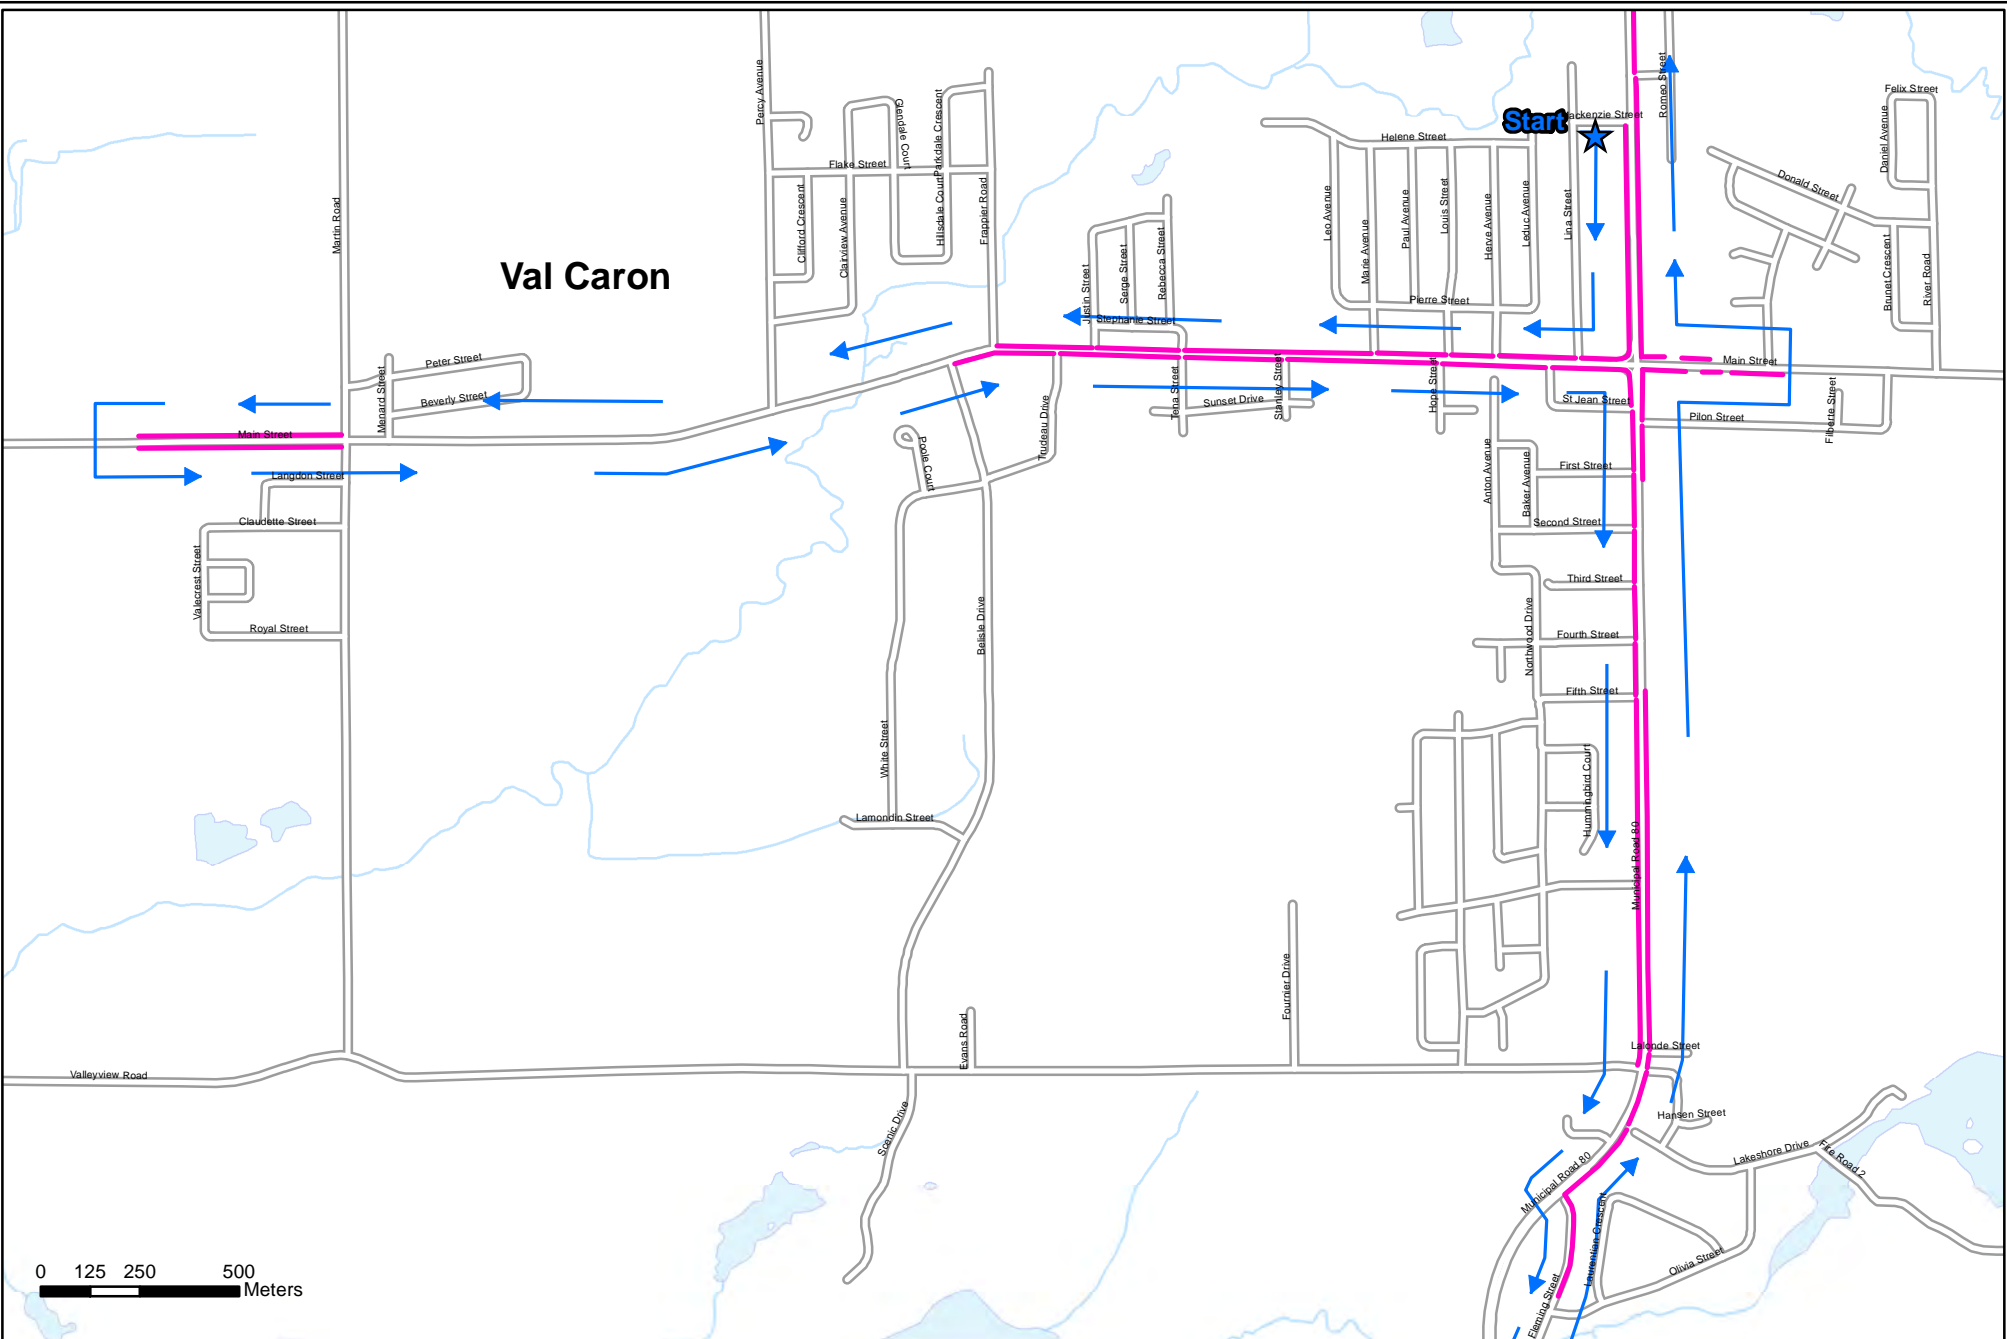 Percy Avenue
Romeo Street
Felix Street
Glendale Court
Parkdale Crescent
Start
ackenzie Street
Helene Street
Daniel Avenue
Flake Street
Donald Street
Martin Road
Clifford Crescent
Clairview Avenue
Hillsdale Court
Frappier Road
Leo Avenue
Marie Avenue
Paul Avenue
Louis Street
Herve Avenue
Leduc Avenue
Lina Street
Val Caron
Justin Street
Serge Street
Rebecca Street
Brunet Crescent
River Road
Pierre Street
Stephanie Street
Peter Street
Main Street
Menard Street
Beverly Street
Tena Street
Sunset Drive
Stanley Street
Hope Street
St Jean Street
Pilon Street
Filberte Street
Main Street
Trudeau Drive
Poole Court
Anton Avenue
Baker Avenue
First Street
Langdon Street
Claudette Street
Second Street
Valecrest Street
Third Street
Royal Street
Belisle Drive
Northwood Drive
Fourth Street
Fifth Street
White Street
Hummingbird Court
Lamondin Street
Municipal Road 80
Fournier Drive
Evans Road
Lalonde Street
Valleyview Road
Scenic Drive
Hansen Street
Lakeshore Drive
Fire Road 2
Municipal Road 80
Laurentian Crescent
Olivia Street
Fleming Street
0 125 250 500
Meters